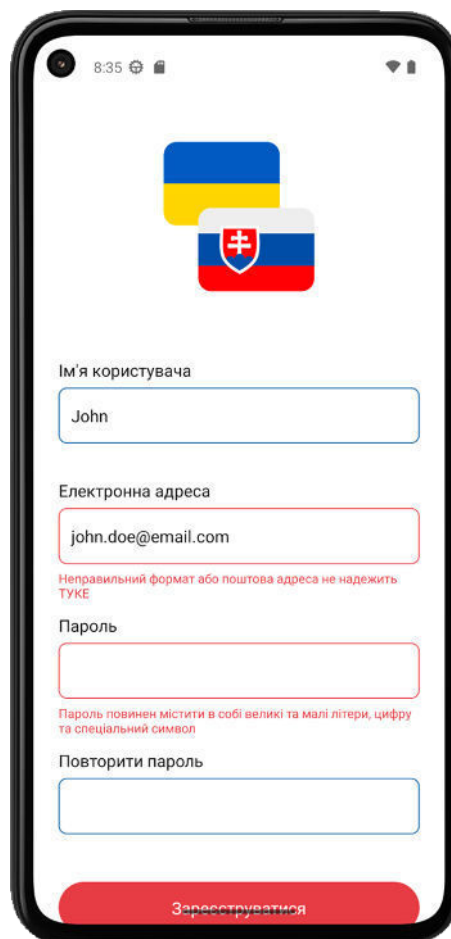 8:35
Ім'я користувача
John
Електронна адреса
john.doe@email.com
Неправильний формат або поштова адреса не надежить
ТУКЕ
Пароль
Пароль повинен містити в собі великі та малі літери, цифру
та спеціальний символ
Повторити пароль
Зареєструватися